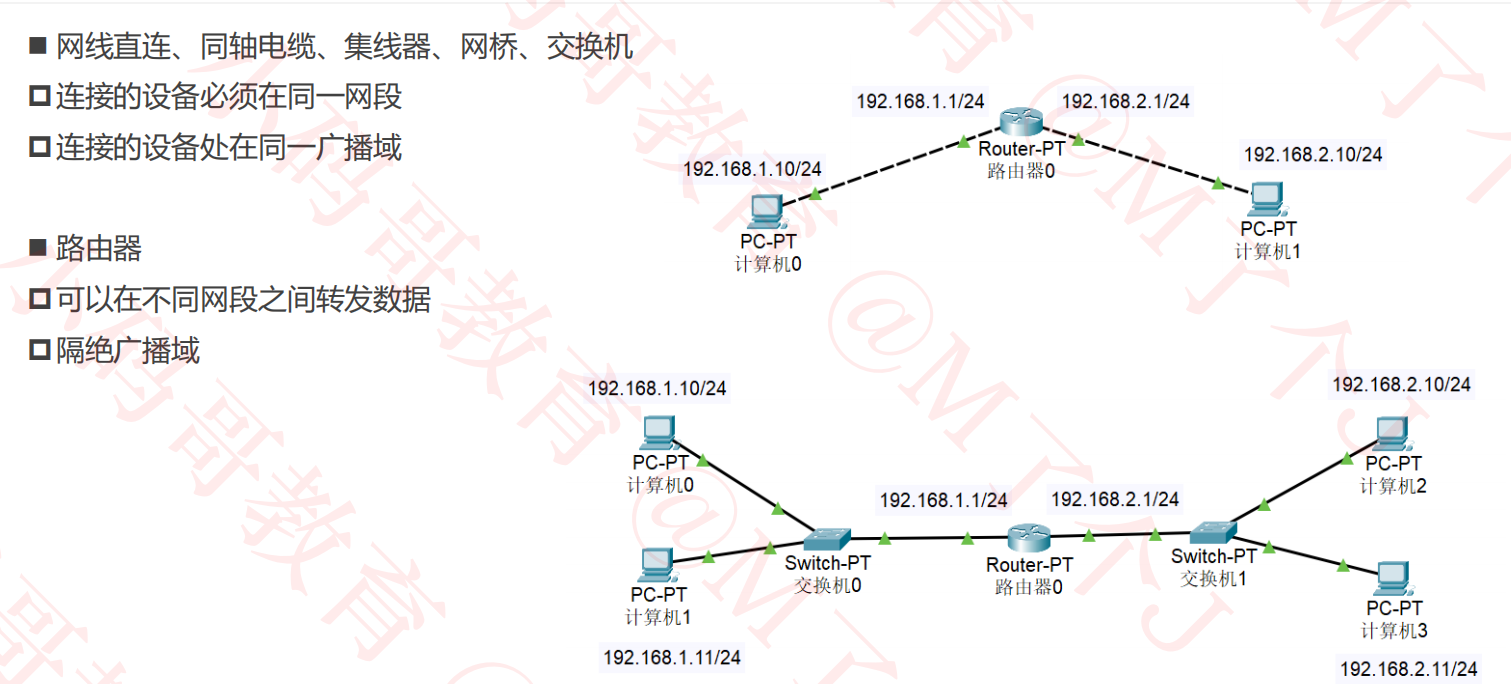 ■ 网线直连、同轴电缆、集线器、网桥、交换机
连接的设备必须在同一网段
连接的设备处在同一广播域
■ 路由器
可以在不同网段之间转发数据
隔绝广播域
192.168.1.1/24
192.168.2.1/24
Router-PT
路由器0
192.168.1.10/24
PC-PT
计算机0
192.168.2.10/24
PC-PT
计算机1
192.168.1.10/24
PC-PT
计算机0
192.168.2.10/24
PC-PT
计算机2
192.168.1.1/24
192.168.2.1/24
Switch-PT
交换机0
Router-PT
路由器0
Switch-PT
交换机1
PC-PT
计算机1
192.168.1.11/24
PC-PT
计算机3
192.168.2.11/24
小码哥教育
@M了个J